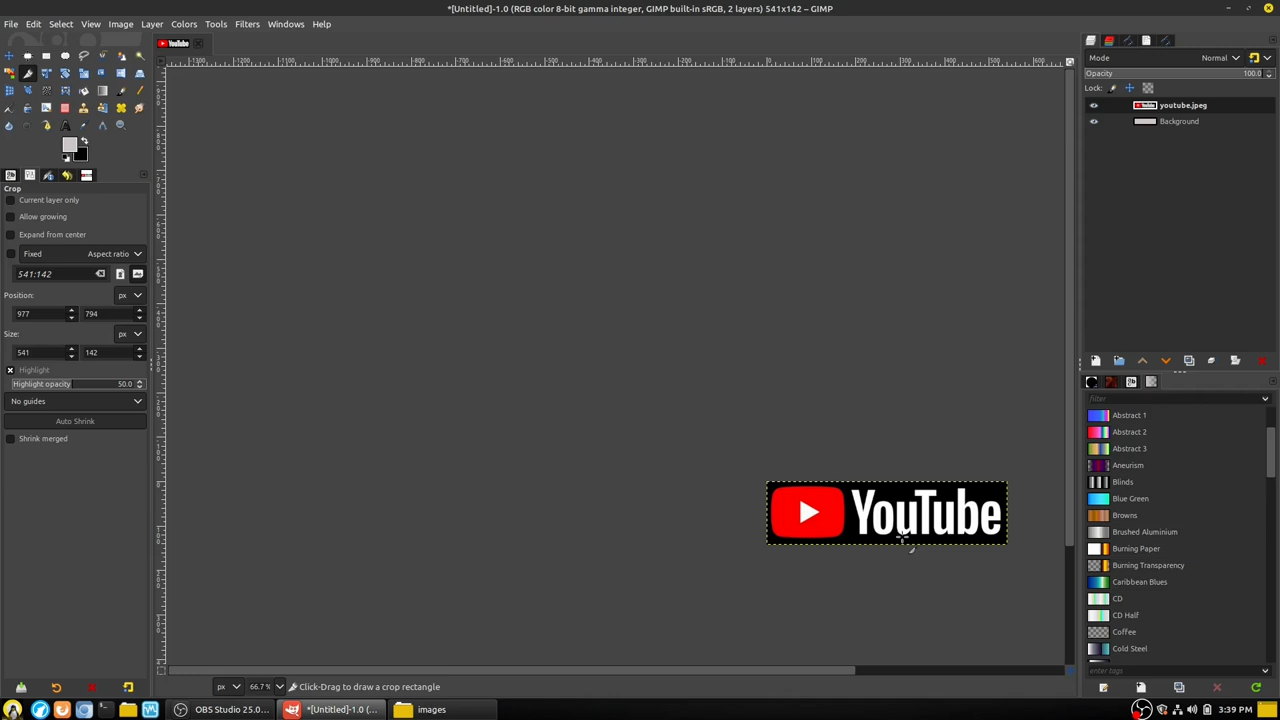 *[Untitled]-1.0 (RGB color 8-bit gamma integer, GIMP built-in sRGB, 2 layers) 541x142 – GIMP
File Edit Select View Image Layer Colors Tools Filters Windows Help
YouTube
Crop
Current layer only
Allow growing
Expand from center
Fixed Aspect ratio
541:142
Position: px
977 794
Size: px
541 142
Highlight
Highlight opacity 50.0
No guides
Auto Shrink
Shrink merged
YouTube
px 66.7 % Click-Drag to draw a crop rectangle
Mode Normal
Opacity 100.0
Lock:
youtube.jpeg
Background
filter
Abstract 1
Abstract 2
Abstract 3
Aneurism
Blinds
Blue Green
Browns
Brushed Aluminium
Burning Paper
Burning Transparency
Caribbean Blues
CD
CD Half
Coffee
Cold Steel
enter tags
OBS Studio 25.0... *[Untitled]-1.0 (... images 3:39 PM